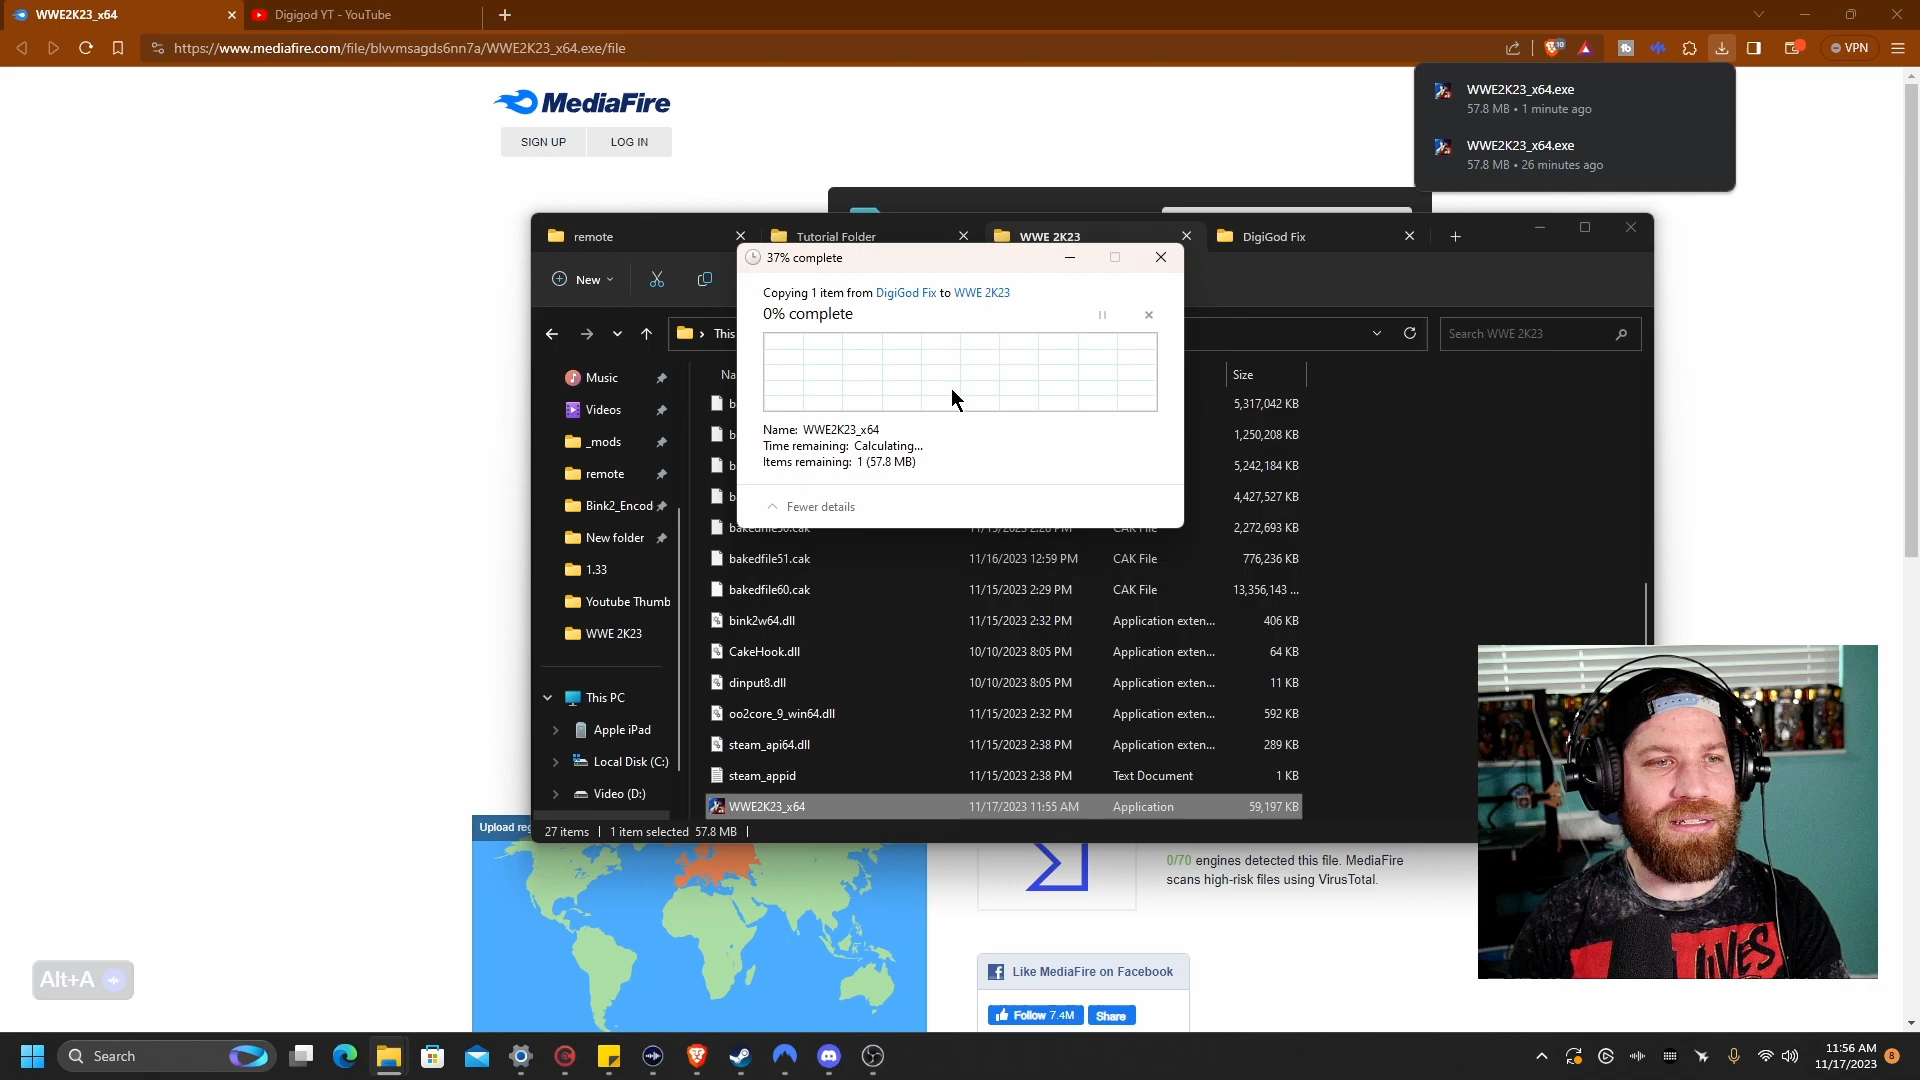 WWE2K23_x64
Digigod YT - YouTube
https://www.mediafire.com/file/blvvmsagds6nn7a/WWE2K23_x64.exe/file
VPN
MediaFire
SIGN UP
LOG IN
WWE2K23_x64.exe
57.8 MB • 1 minute ago
WWE2K23_x64.exe
57.8 MB • 26 minutes ago
remote
Tutorial Folder
WWE 2K23
DigiGod Fix
37% complete
New
Copying 1 item from DigiGod Fix to WWE 2K23
0% complete
This
Search WWE 2K23
Name: WWE2K23_x64
Time remaining: Calculating...
Items remaining: 1 (57.8 MB)
Fewer details
Music
Videos
_mods
remote
Bink2_Encod
New folder
1.33
Youtube Thumb
WWE 2K23
This PC
Apple iPad
Local Disk (C:)
Video (D:)
Size
5,317,042 KB
1,250,208 KB
5,242,184 KB
4,427,527 KB
2,272,693 KB
bakedfile51.cak 11/16/2023 12:59 PM CAK File 776,236 KB
bakedfile60.cak 11/15/2023 2:29 PM CAK File 13,356,143 ...
bink2w64.dll 11/15/2023 2:32 PM Application exten... 406 KB
CakeHook.dll 10/10/2023 8:05 PM Application exten... 64 KB
dinput8.dll 10/10/2023 8:05 PM Application exten... 11 KB
oo2core_9_win64.dll 11/15/2023 2:32 PM Application exten... 592 KB
steam_api64.dll 11/15/2023 2:38 PM Application exten... 289 KB
steam_appid 11/15/2023 2:38 PM Text Document 1 KB
WWE2K23_x64 11/17/2023 11:55 AM Application 59,197 KB
27 items
1 item selected 57.8 MB
Upload reg
0/70 engines detected this file. MediaFire
scans high-risk files using VirusTotal.
Like MediaFire on Facebook
Follow 7.4M
Share
Alt+A
LIVES
Search
11:56 AM
11/17/2023
8